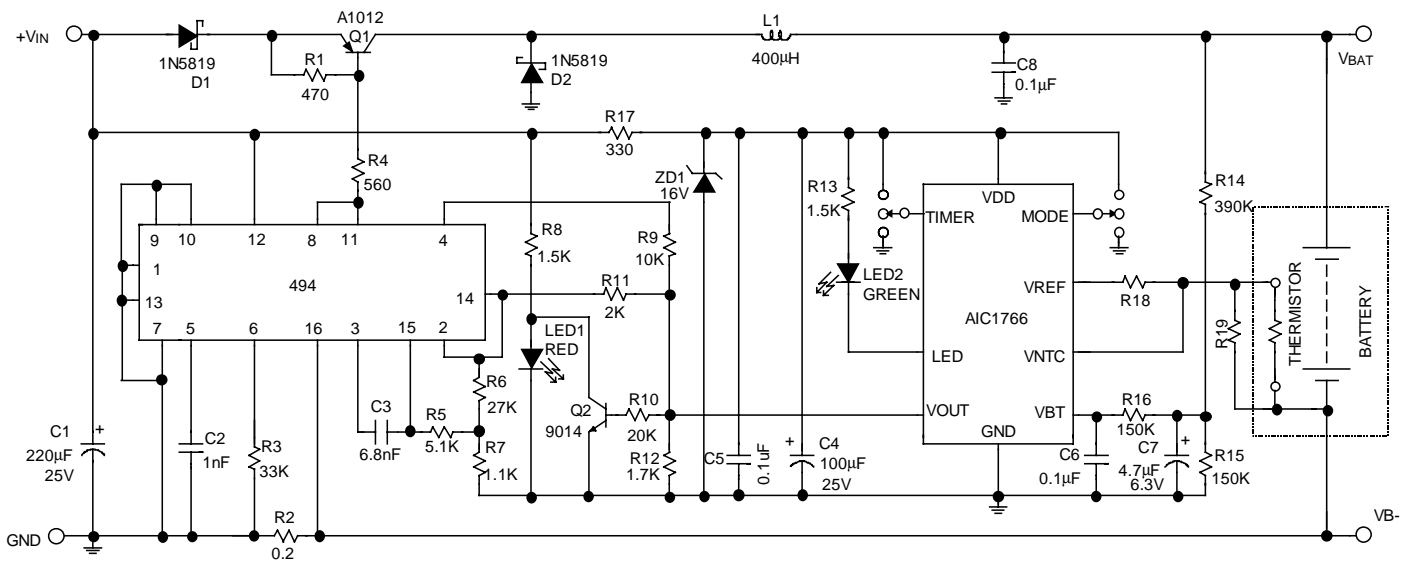 +VIN
A1012
Q1
1N5819
D1
R1
470
1N5819
D2
L1
400µH
C8
0.1µF
VBAT
R17
330
R4
560
ZD1
16V
R13
1.5K
VDD
TIMER
MODE
R14
390K
9
10
12
8
11
4
R8
1.5K
R9
10K
1
494
13
14
R11
2K
LED2
GREEN
VREF
R18
AIC1766
R19
THERMISTOR
BATTERY
7
5
6
16
3
15
2
LED1
RED
LED
VNTC
R6
27K
Q2
9014
R10
20K
VOUT
VBT
GND
R16
150K
C1
+
220µF
25V
C2
1nF
R3
33K
C3
6.8nF
R5
5.1K
R7
1.1K
R12
1.7K
C5
0.1uF
+
C4
100µF
25V
C6
0.1µF
C7
+
4.7µF
6.3V
R15
150K
GND
R2
0.2
VB-